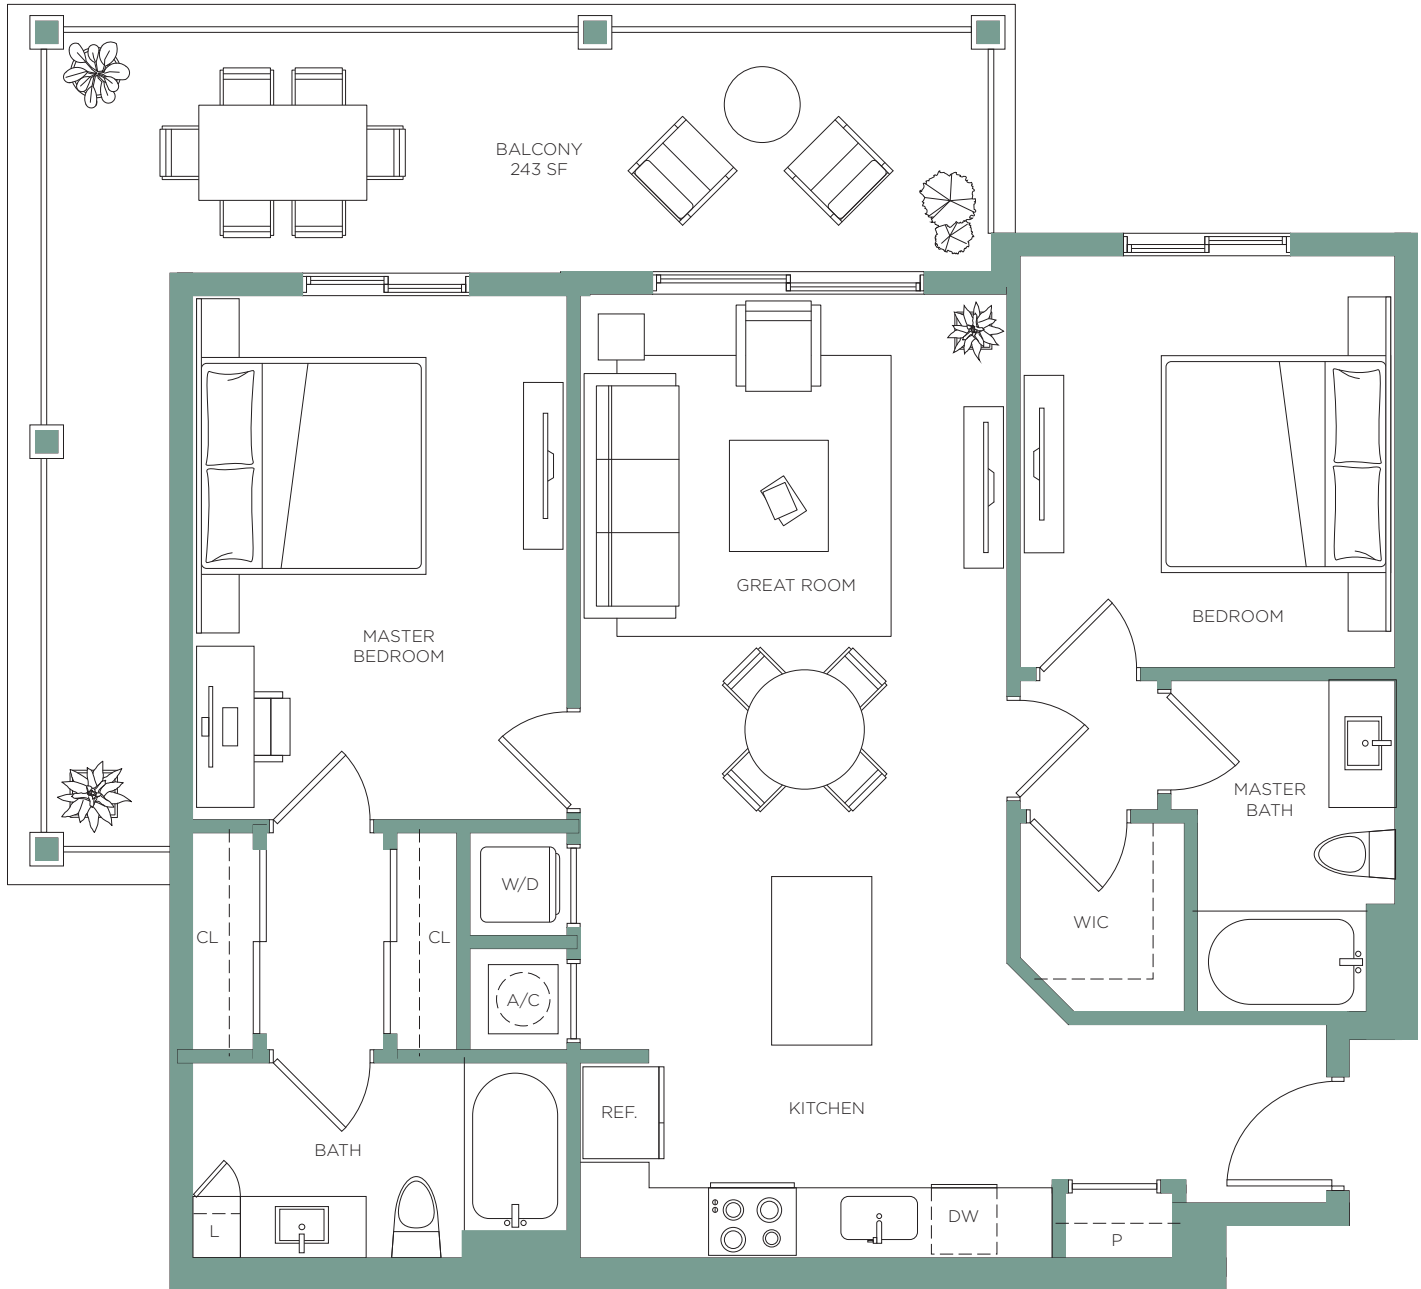 BALCONY
243 SF
GREAT ROOM
BEDROOM
MASTER
BEDROOM
MASTER
BATH
W/D
CL
CL
WIC
A/C
REF.
KITCHEN
BATH
L
DW
P